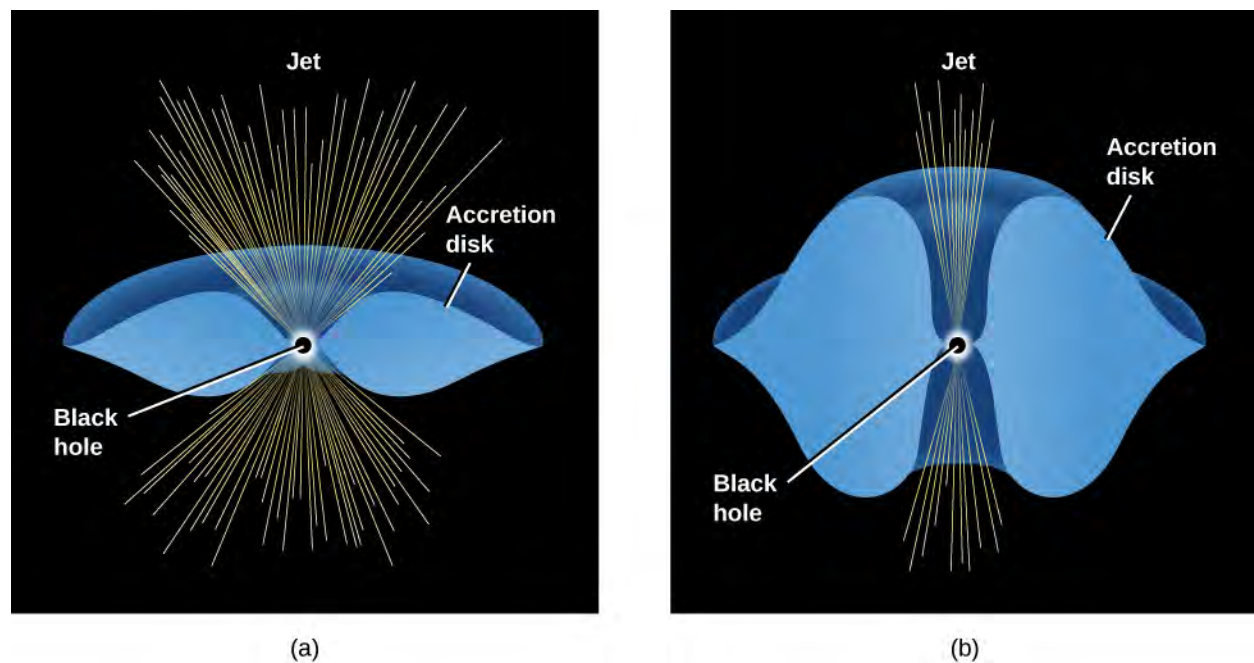 Jet
Accretion
disk
Black
hole
(a)
Jet
Accretion
disk
Black
hole
(b)